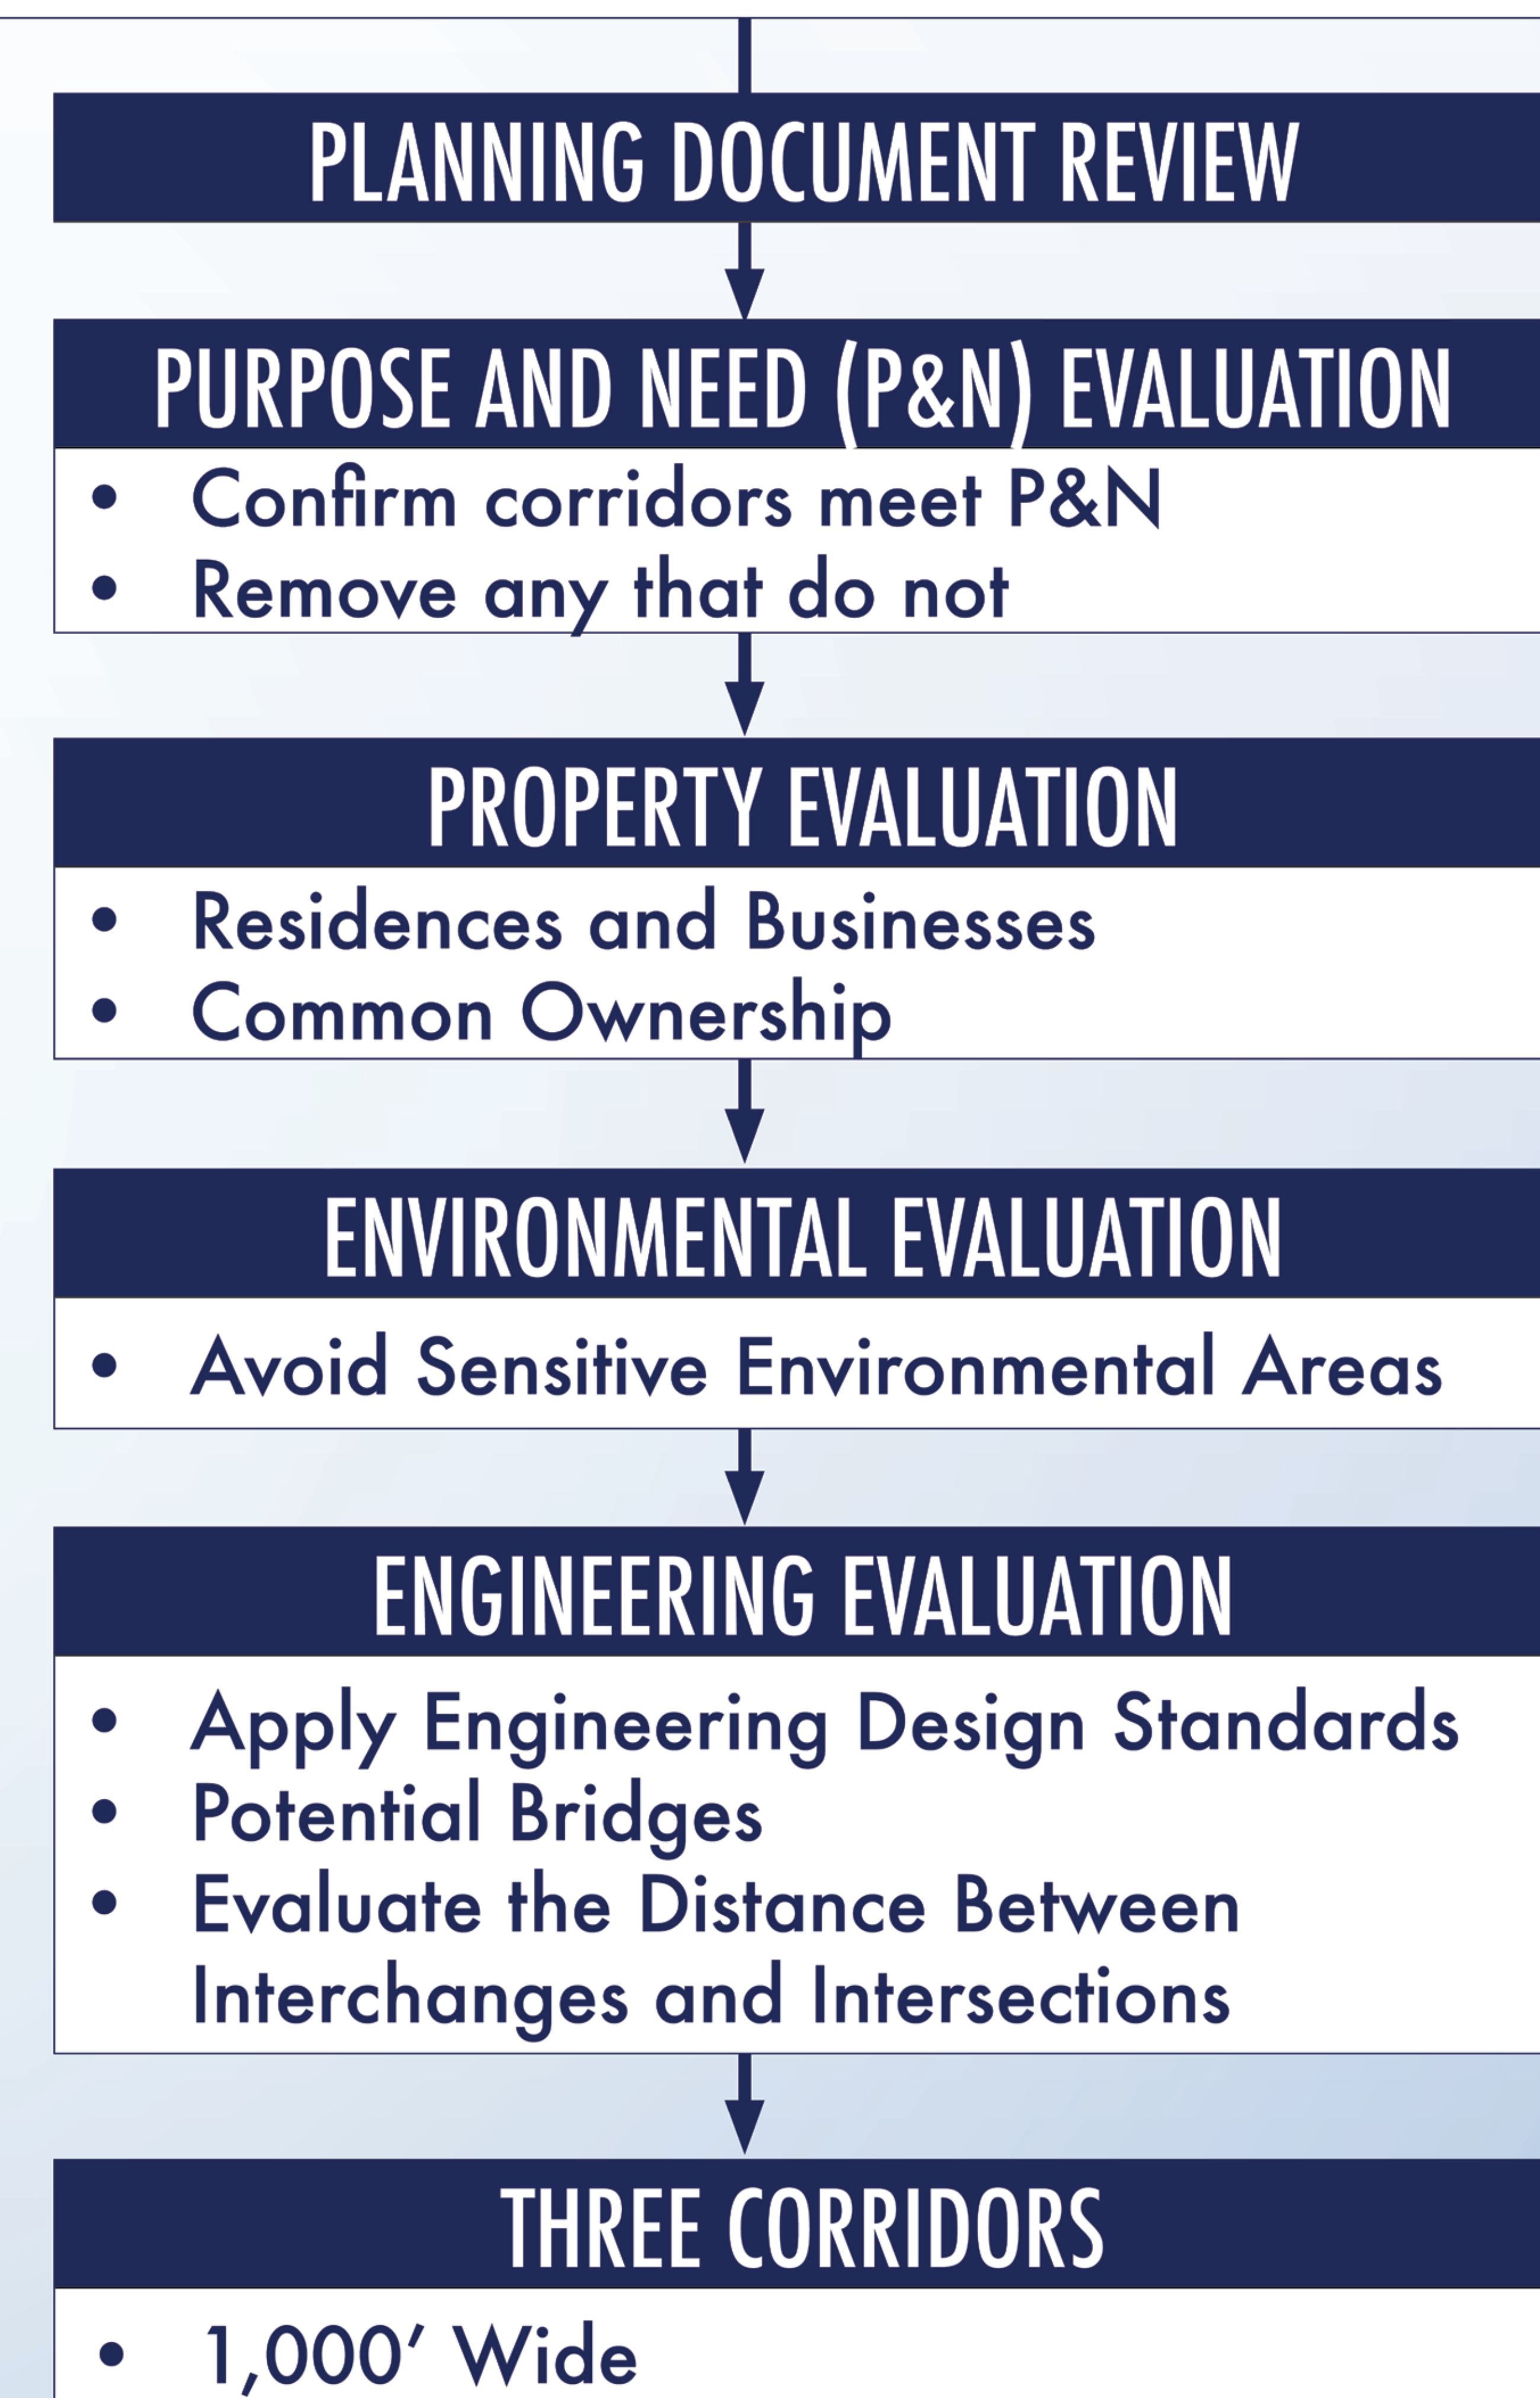 PLANNING DOCUMENT REVIEW
PURPOSE AND NEED (P&N) EVALUATION
• Confirm corridors meet P&N
• Remove any that do not
PROPERTY EVALUATION
• Residences and Businesses
• Common Ownership
ENVIRONMENTAL EVALUATION
• Avoid Sensitive Environmental Areas
ENGINEERING EVALUATION
• Apply Engineering Design Standards
• Potential Bridges
• Evaluate the Distance Between
Interchanges and Intersections
THREE CORRIDORS
• 1,000’ Wide